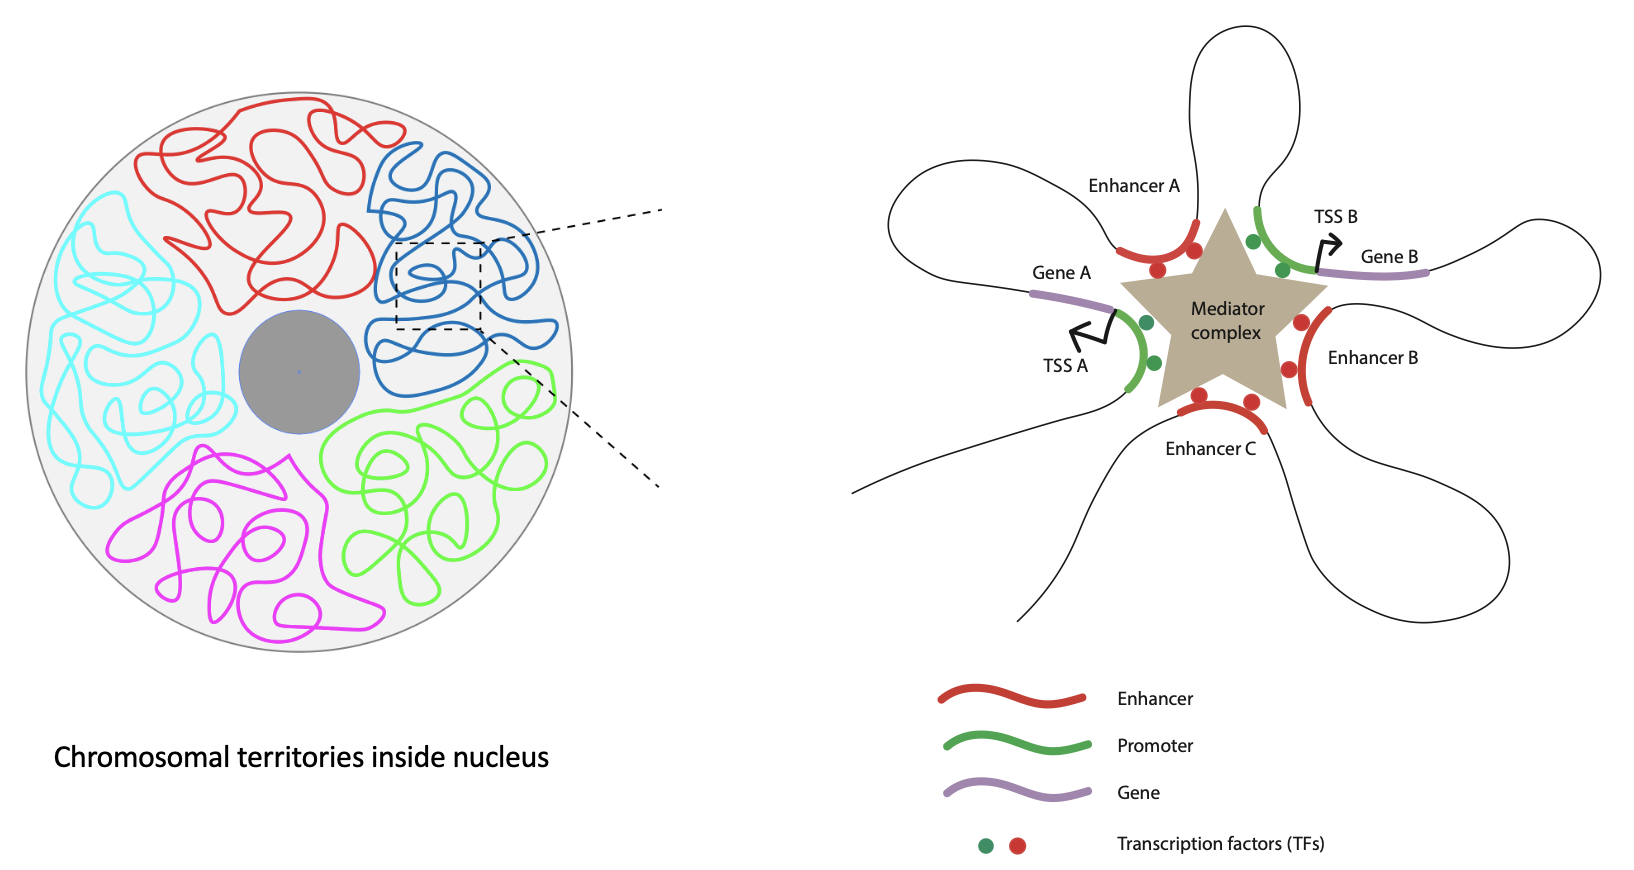 Chromosomal territories inside nucleus
Enhancer A
TSS B
Gene B
Gene A
Mediator
complex
TSS A
Enhancer B
Enhancer C
Enhancer
Promoter
Gene
Transcription factors (TFs)